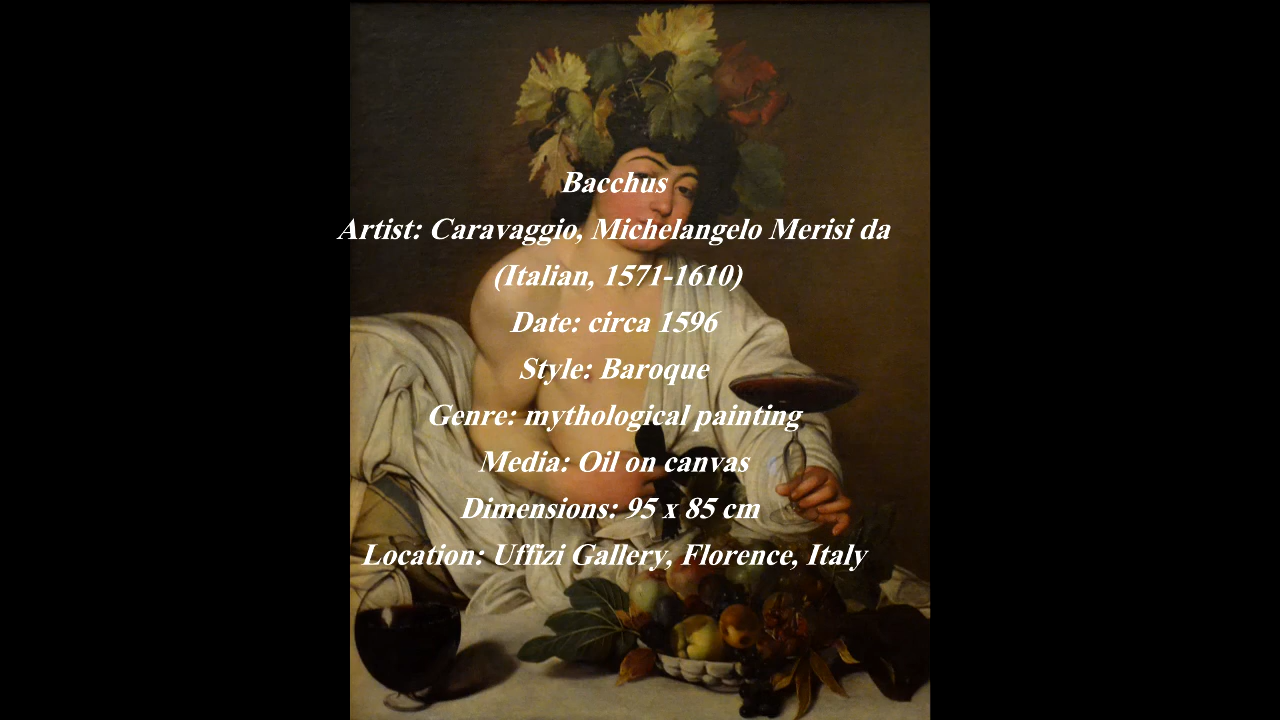 Bacchus
Artist: Caravaggio, Michelangelo Merisi da
(Italian, 1571-1610)
Date: circa 1596
Style: Baroque
Genre: mythological painting
Media: Oil on canvas
Dimensions: 95 x 85 cm
Location: Uffizi Gallery, Florence, Italy